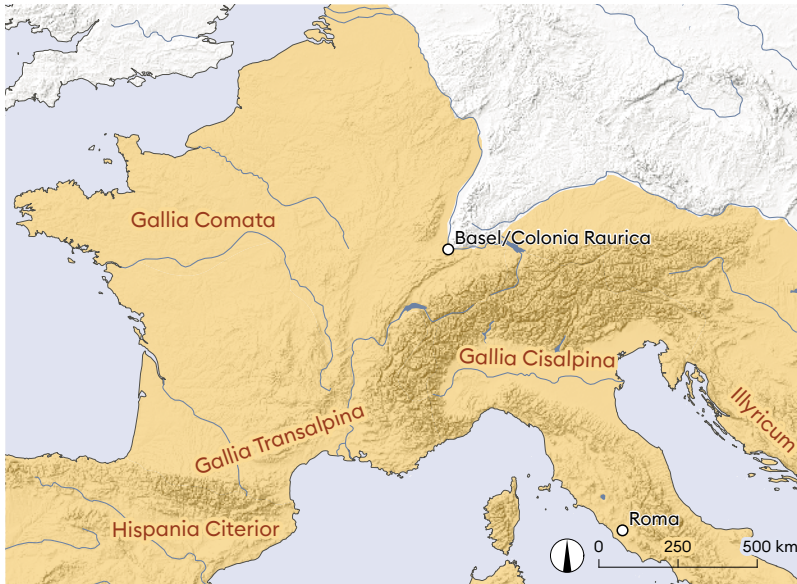 Gallia Comata
Basel/Colonia Raurica
Gallia Cisalpina
Illyricum
Gallia Transalpina
Hispania Citerior
Roma
0 250 500 km